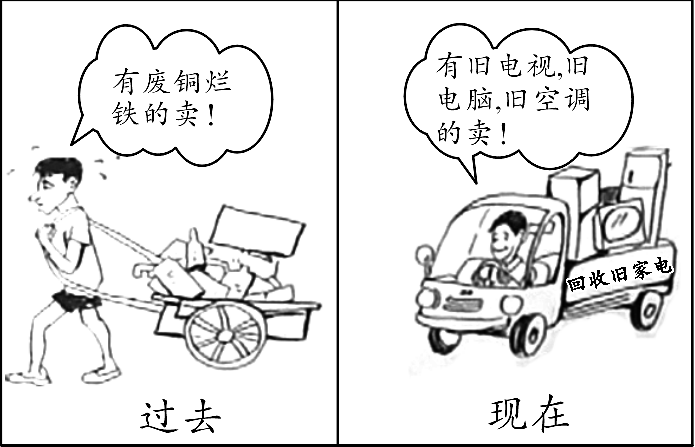 有废铜烂
铁的卖！
过去
有旧电视,旧
电脑,旧空调
的卖！
回收旧家电
现在